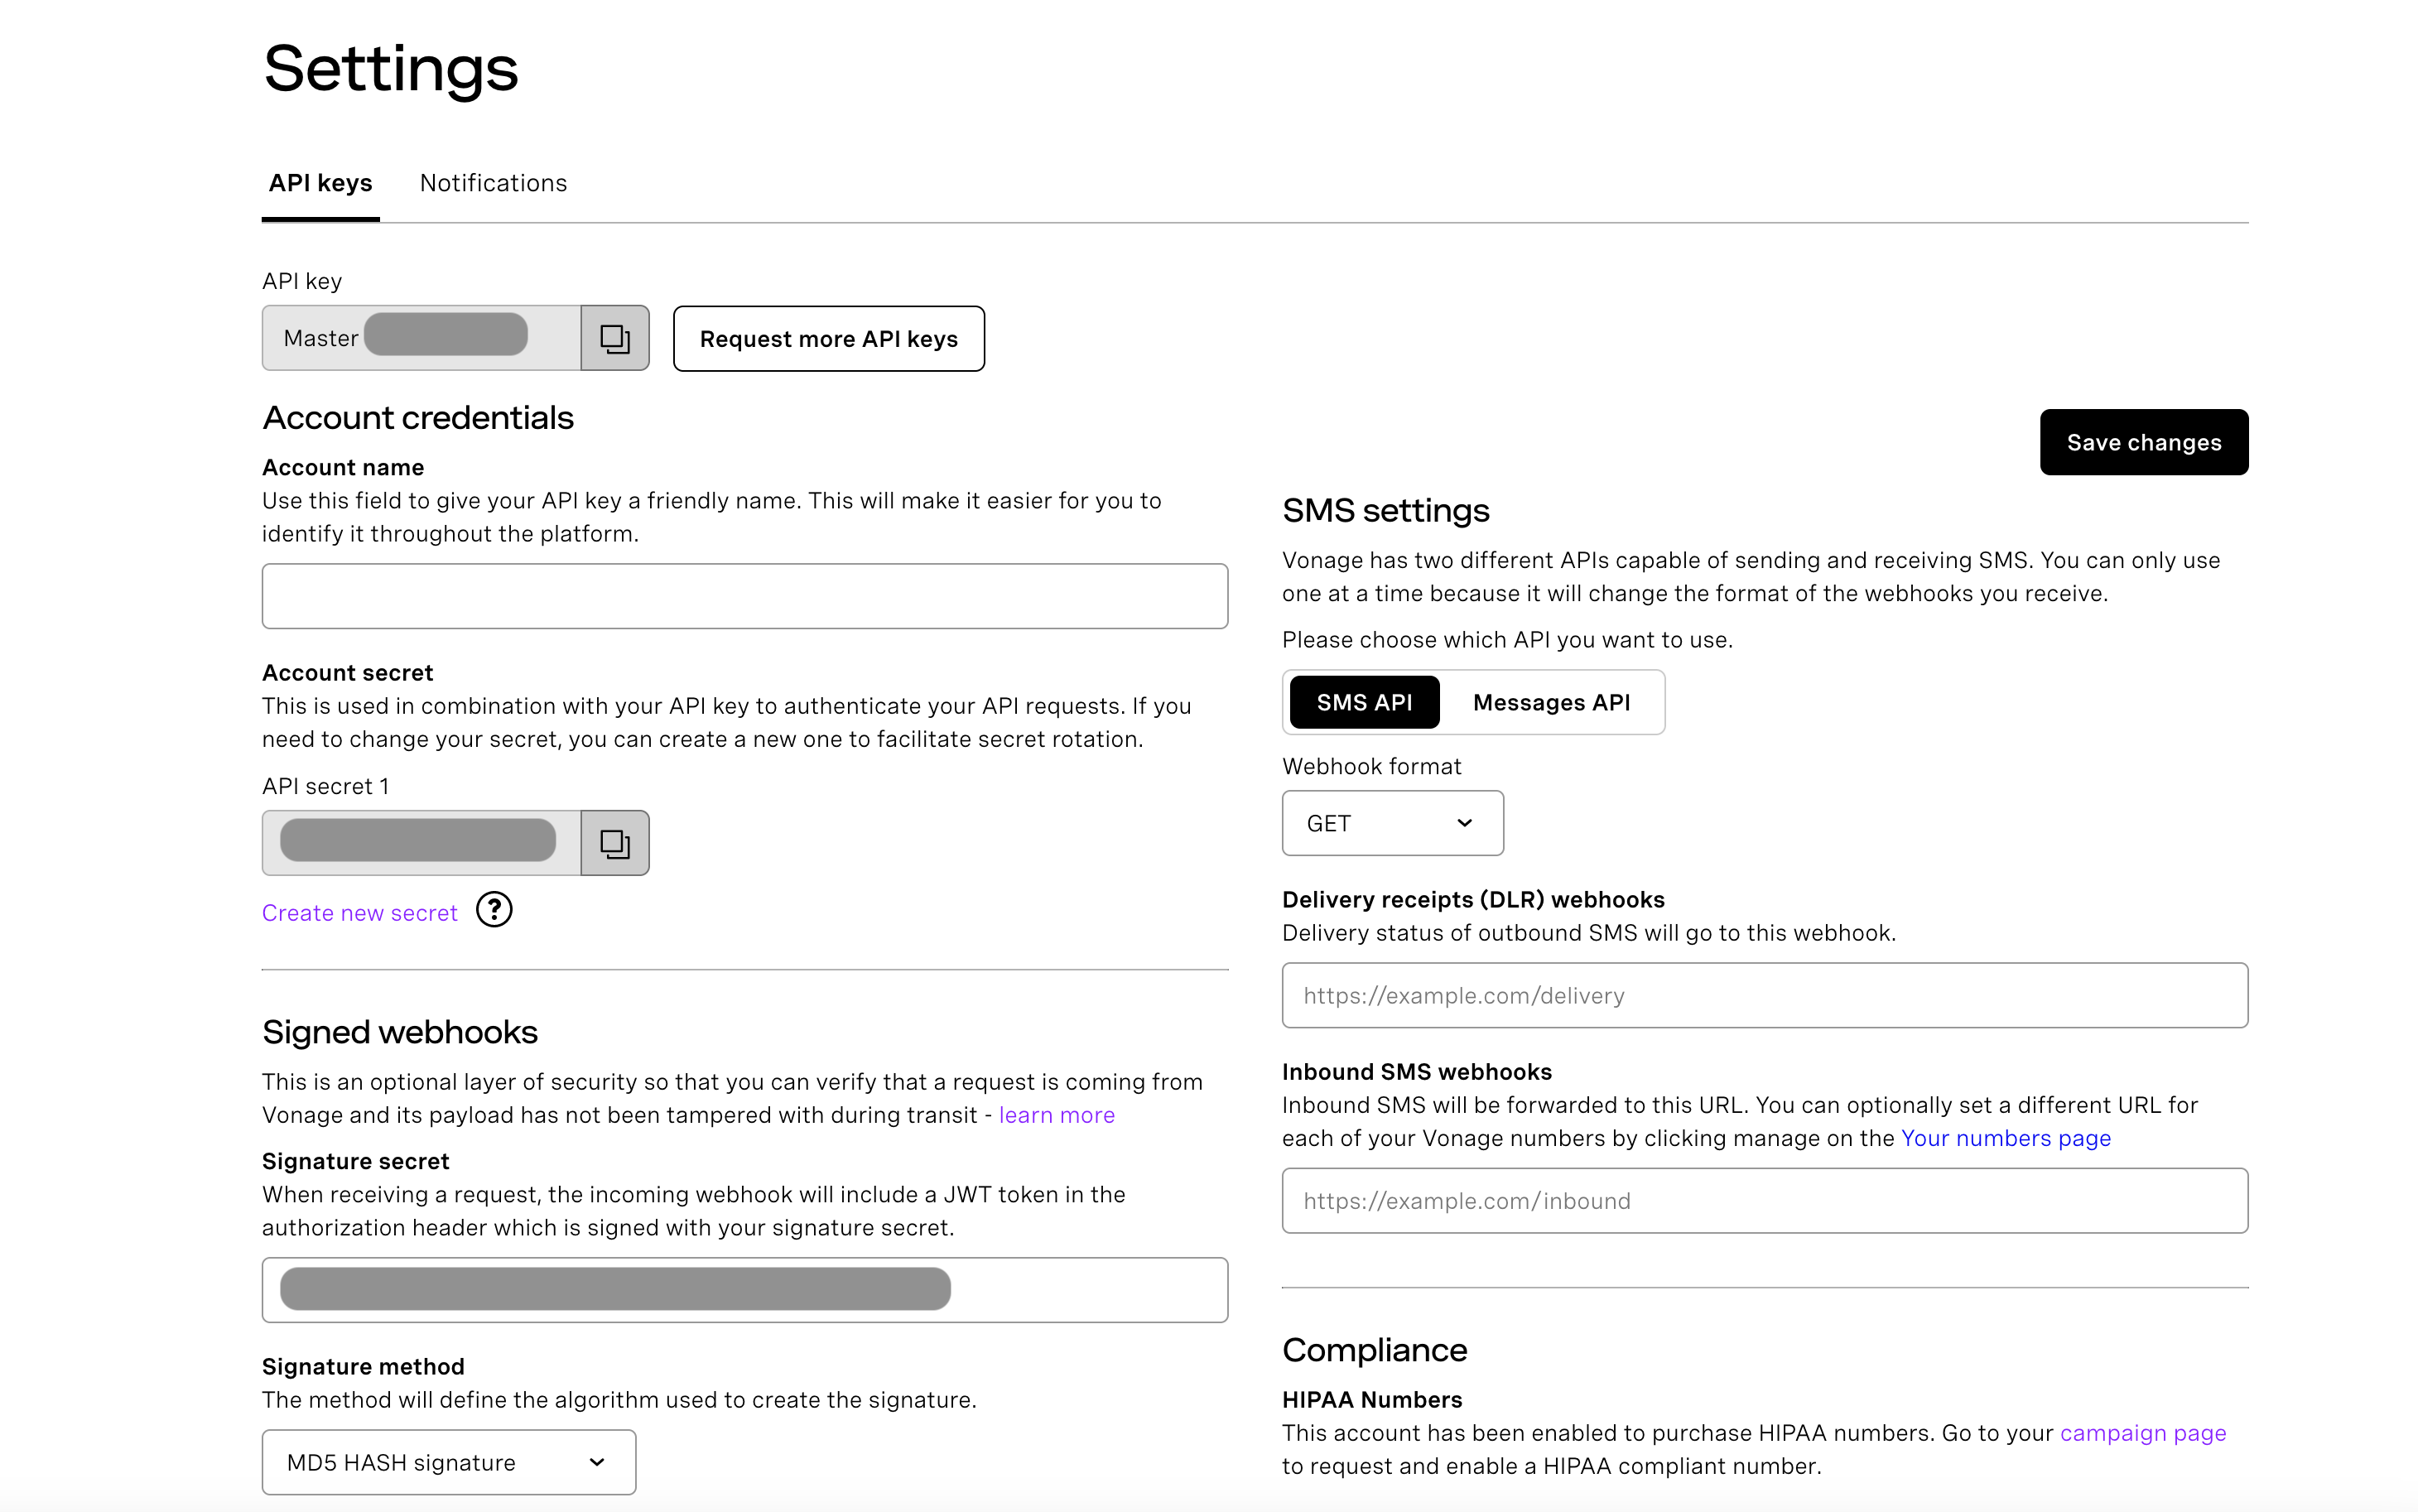 Settings
API keys
Notifications
API key
Master
Request more API keys
Account credentials
Account name
Use this field to give your API key a friendly name. This will make it easier for you to
identify it throughout the platform.
Account secret
This is used in combination with your API key to authenticate your API requests. If you
need to change your secret, you can create a new one to facilitate secret rotation.
API secret 1
Create new secret
?
Signed webhooks
This is an optional layer of security so that you can verify that a request is coming from
Vonage and its payload has not been tampered with during transit - learn more
Signature secret
When receiving a request, the incoming webhook will include a JWT token in the
authorization header which is signed with your signature secret.
Signature method
The method will define the algorithm used to create the signature.
MD5 HASH signature
Save changes
SMS settings
Vonage has two different APIs capable of sending and receiving SMS. You can only use
one at a time because it will change the format of the webhooks you receive.
Please choose which API you want to use.
SMS API
Messages API
Webhook format
GET
Delivery receipts (DLR) webhooks
Delivery status of outbound SMS will go to this webhook.
https://example.com/delivery
Inbound SMS webhooks
Inbound SMS will be forwarded to this URL. You can optionally set a different URL for
each of your Vonage numbers by clicking manage on the Your numbers page
https://example.com/inbound
Compliance
HIPAA Numbers
This account has been enabled to purchase HIPAA numbers. Go to your campaign page
to request and enable a HIPAA compliant number.